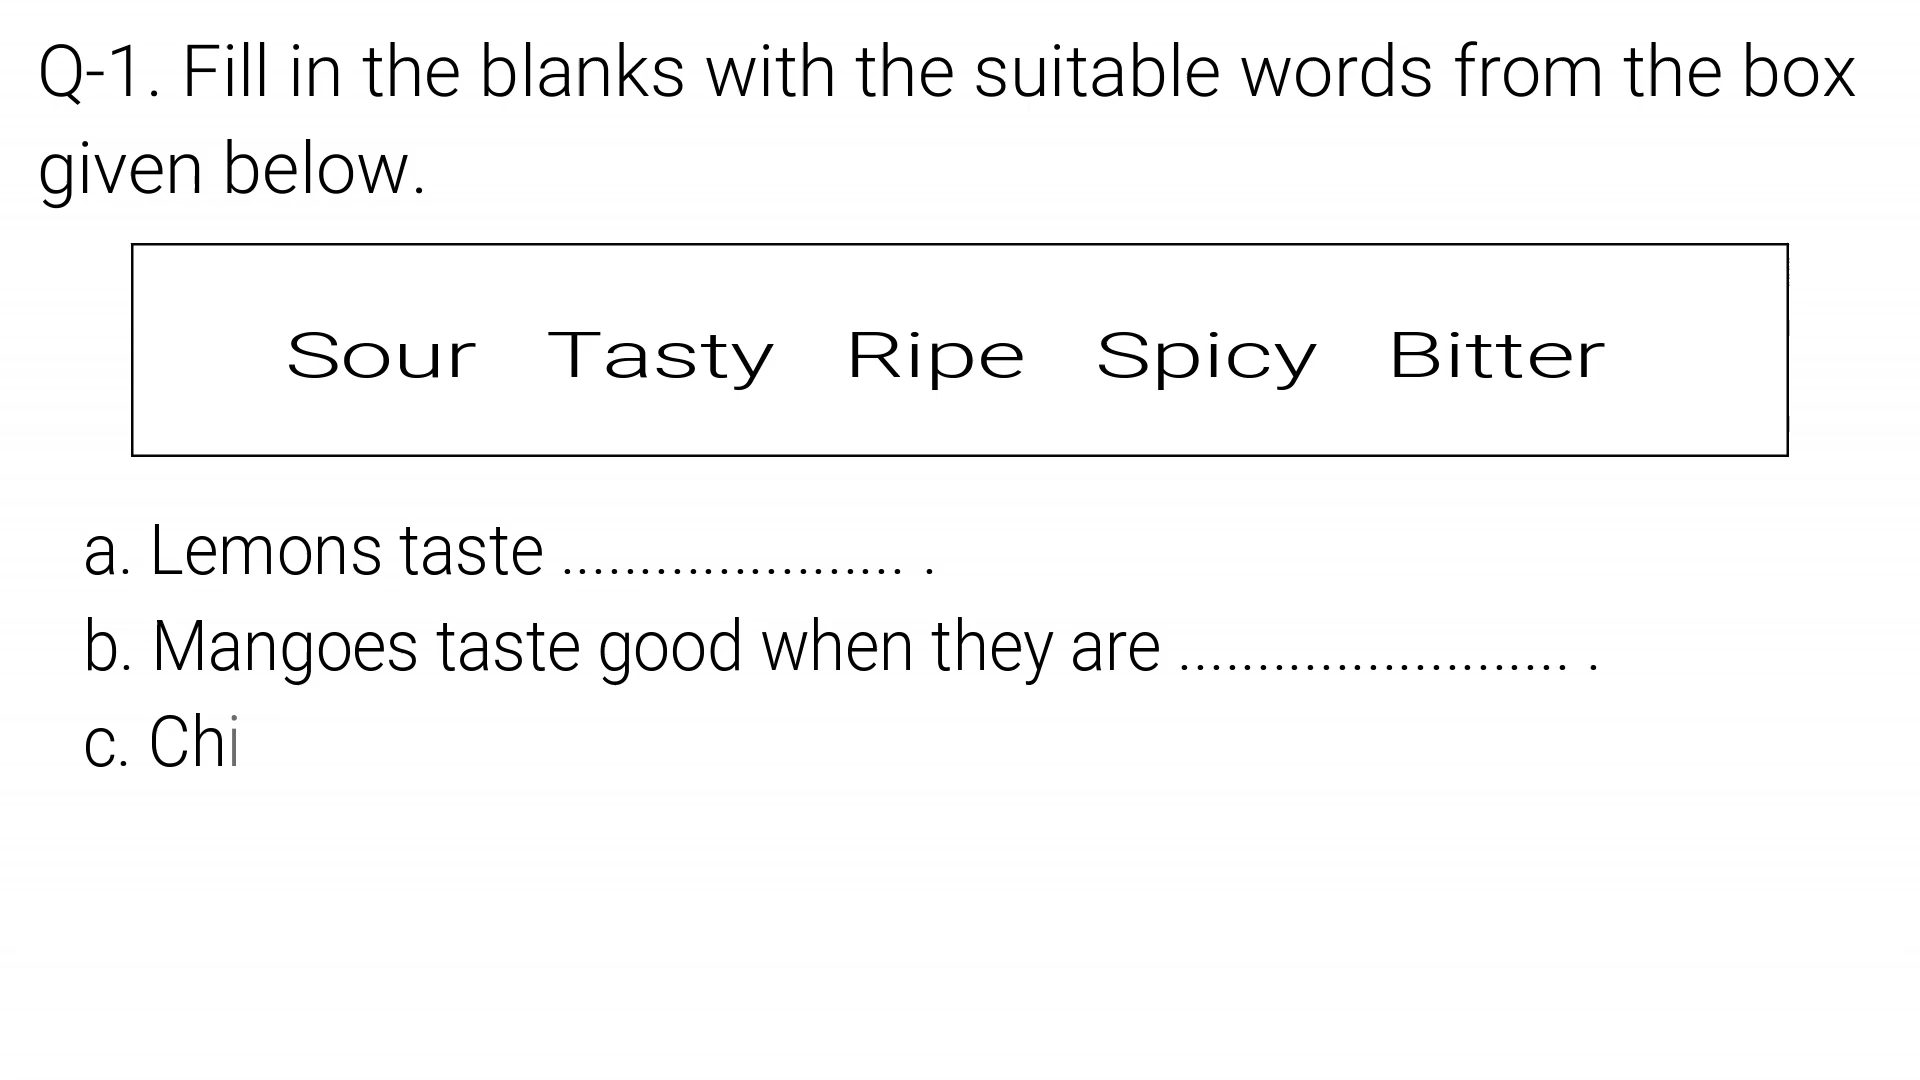 Q-1. Fill in the blanks with the suitable words from the box
given below.
Sour Tasty Ripe Spicy Bitter
a. Lemons taste ...................... .
b. Mangoes taste good when they are ......................... .
c. Chi